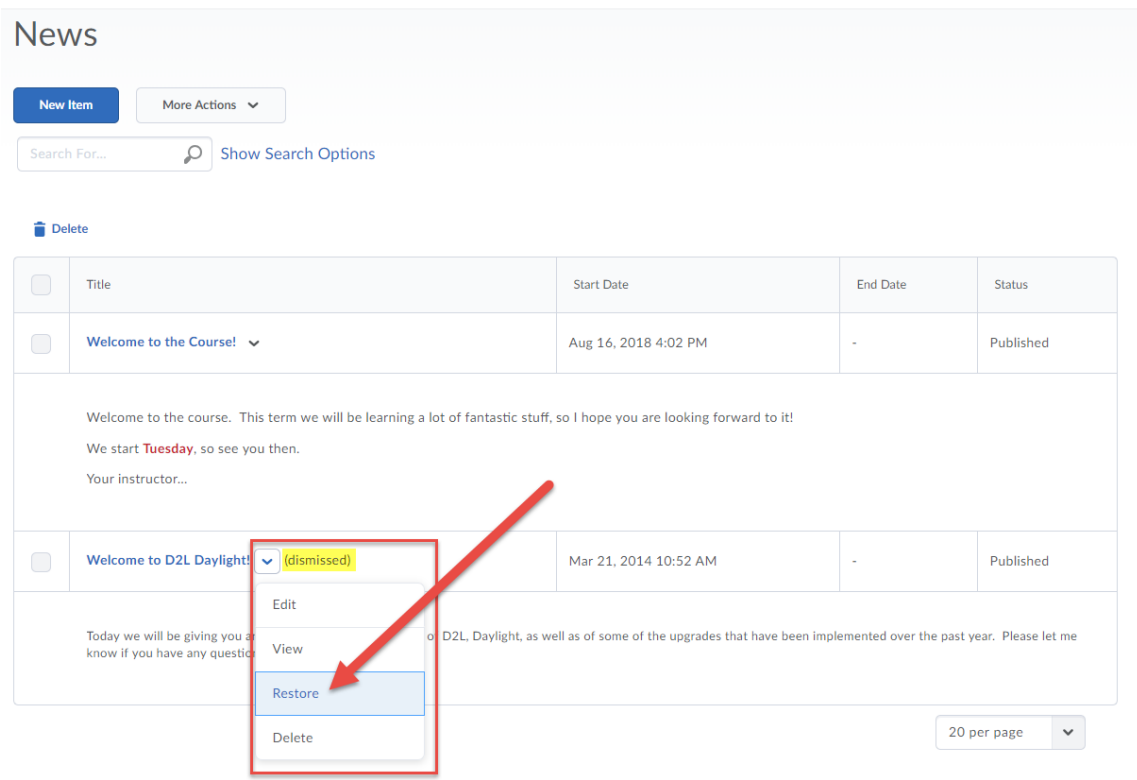 News
New Item
More Actions
Search For...
Show Search Options
Delete
Title Start Date End Date Status
Welcome to the Course! Aug 16, 2018 4:02 PM - Published
Welcome to the course. This term we will be learning a lot of fantastic stuff, so I hope you are looking forward to it!
We start Tuesday, so see you then.
Your instructor...
Welcome to D2L Daylight! (dismissed) Mar 21, 2014 10:52 AM - Published
Edit
Today we will be giving you D2L, Daylight, as well as of some of the upgrades that have been implemented over the past year. Please let me
View
know if you have any
Restore
Delete
20 per page